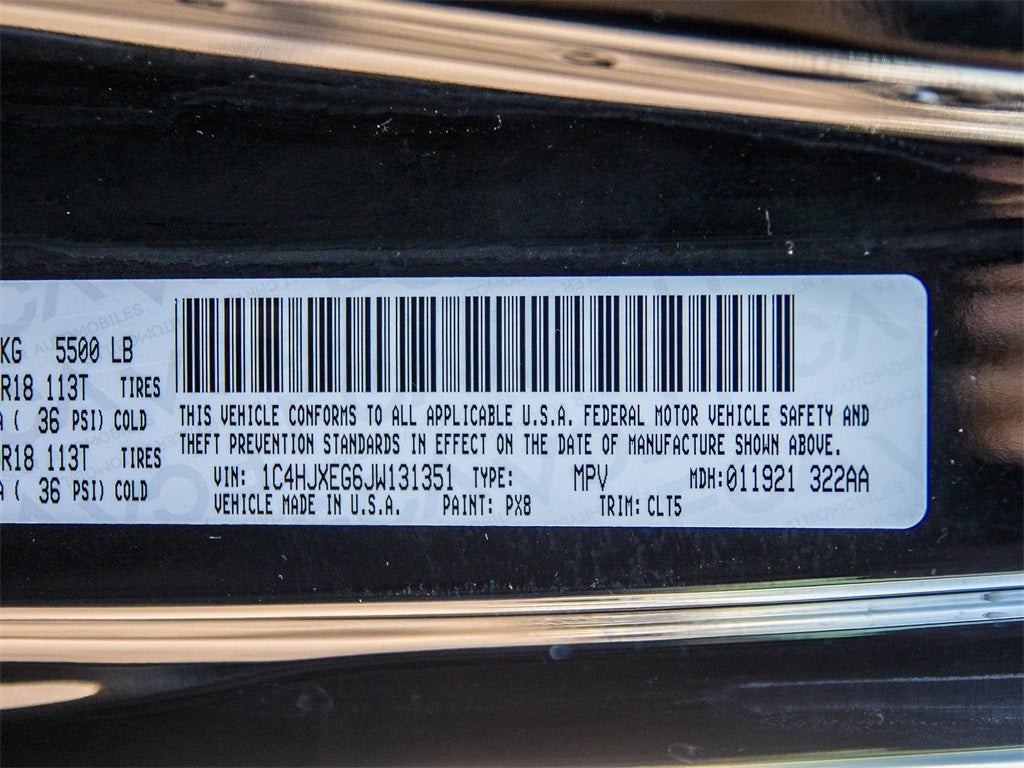 KG 5500 LB
R18 113T TIRES
( 36 PSI) COLD
R18 113T TIRES
( 36 PSI) COLD
THIS VEHICLE CONFORMS TO ALL APPLICABLE U.S.A. FEDERAL MOTOR VEHICLE SAFETY AND
THEFT PREVENTION STANDARDS IN EFFECT ON THE DATE OF MANUFACTURE SHOWN ABOVE.
VIN: 1C4HJXEG6JW131351 TYPE: MPV MDH:011921 322AA
VEHICLE MADE IN U.S.A. PAINT: PX8 TRIM: CLT5